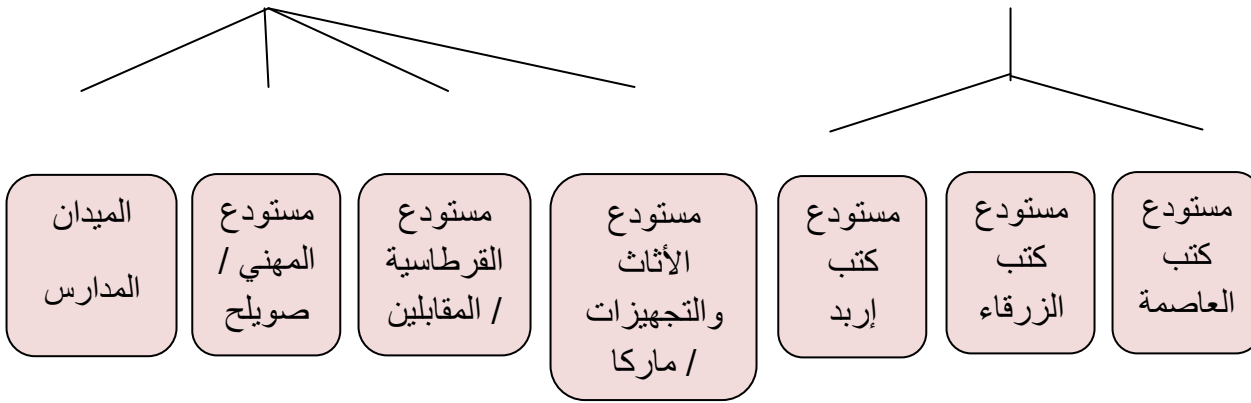 مستودع
كتب
العاصمة
مستودع
كتب
الزرقاء
مستودع
كتب
إربد
مستودع
الأثاث
والتجهيزات
/ ماركا
مستودع
القرطاسية
/ المقابلين
مستودع
المهني /
صويلح
الميدان
المدارس